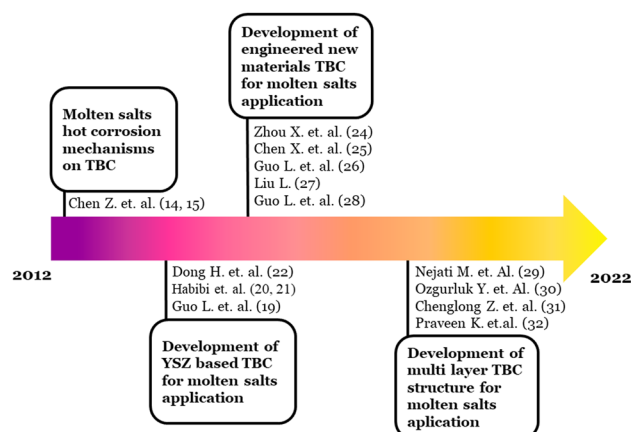 Development of
engineered new
materials TBC
for molten salts
application
Molten salts
hot corrosion
mechanisms
on TBC
Zhou X. et. al. (24)
Chen X. et. al. (25)
Guo L. et. al. (26)
Liu L. (27)
Guo L. et. al. (28)
Chen Z. et. al. (14, 15)
2012
2022
Dong H. et. al. (22)
Habibi et. al. (20, 21)
Guo L. et. al. (19)
Nejati M. et. Al. (29)
Ozgurluk Y. et. Al. (30)
Chenglong Z. et. al. (31)
Praveen K. et.al. (32)
Development of
YSZ based TBC
for molten salts
application
Development of
multi layer TBC
structure for
molten salts
aplication